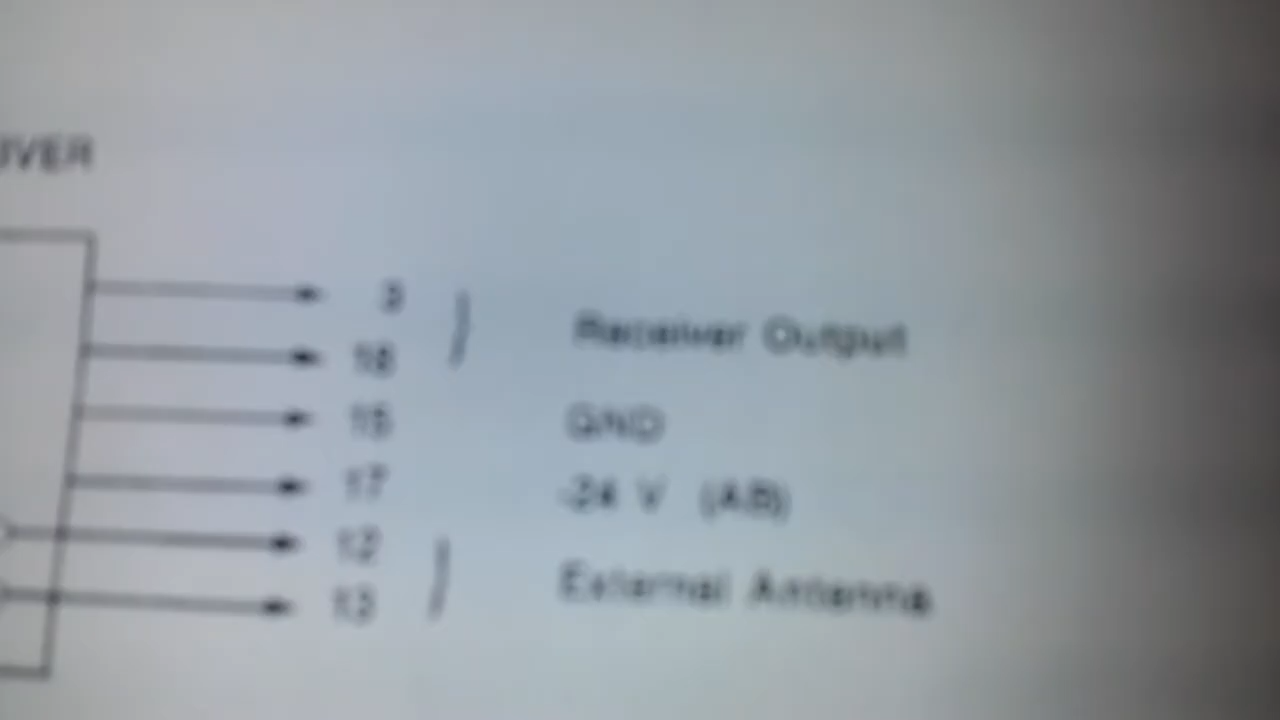 IVER
3
18
Receiver Output
15 GND
17 -24 V (AB)
12
13
External Antenna